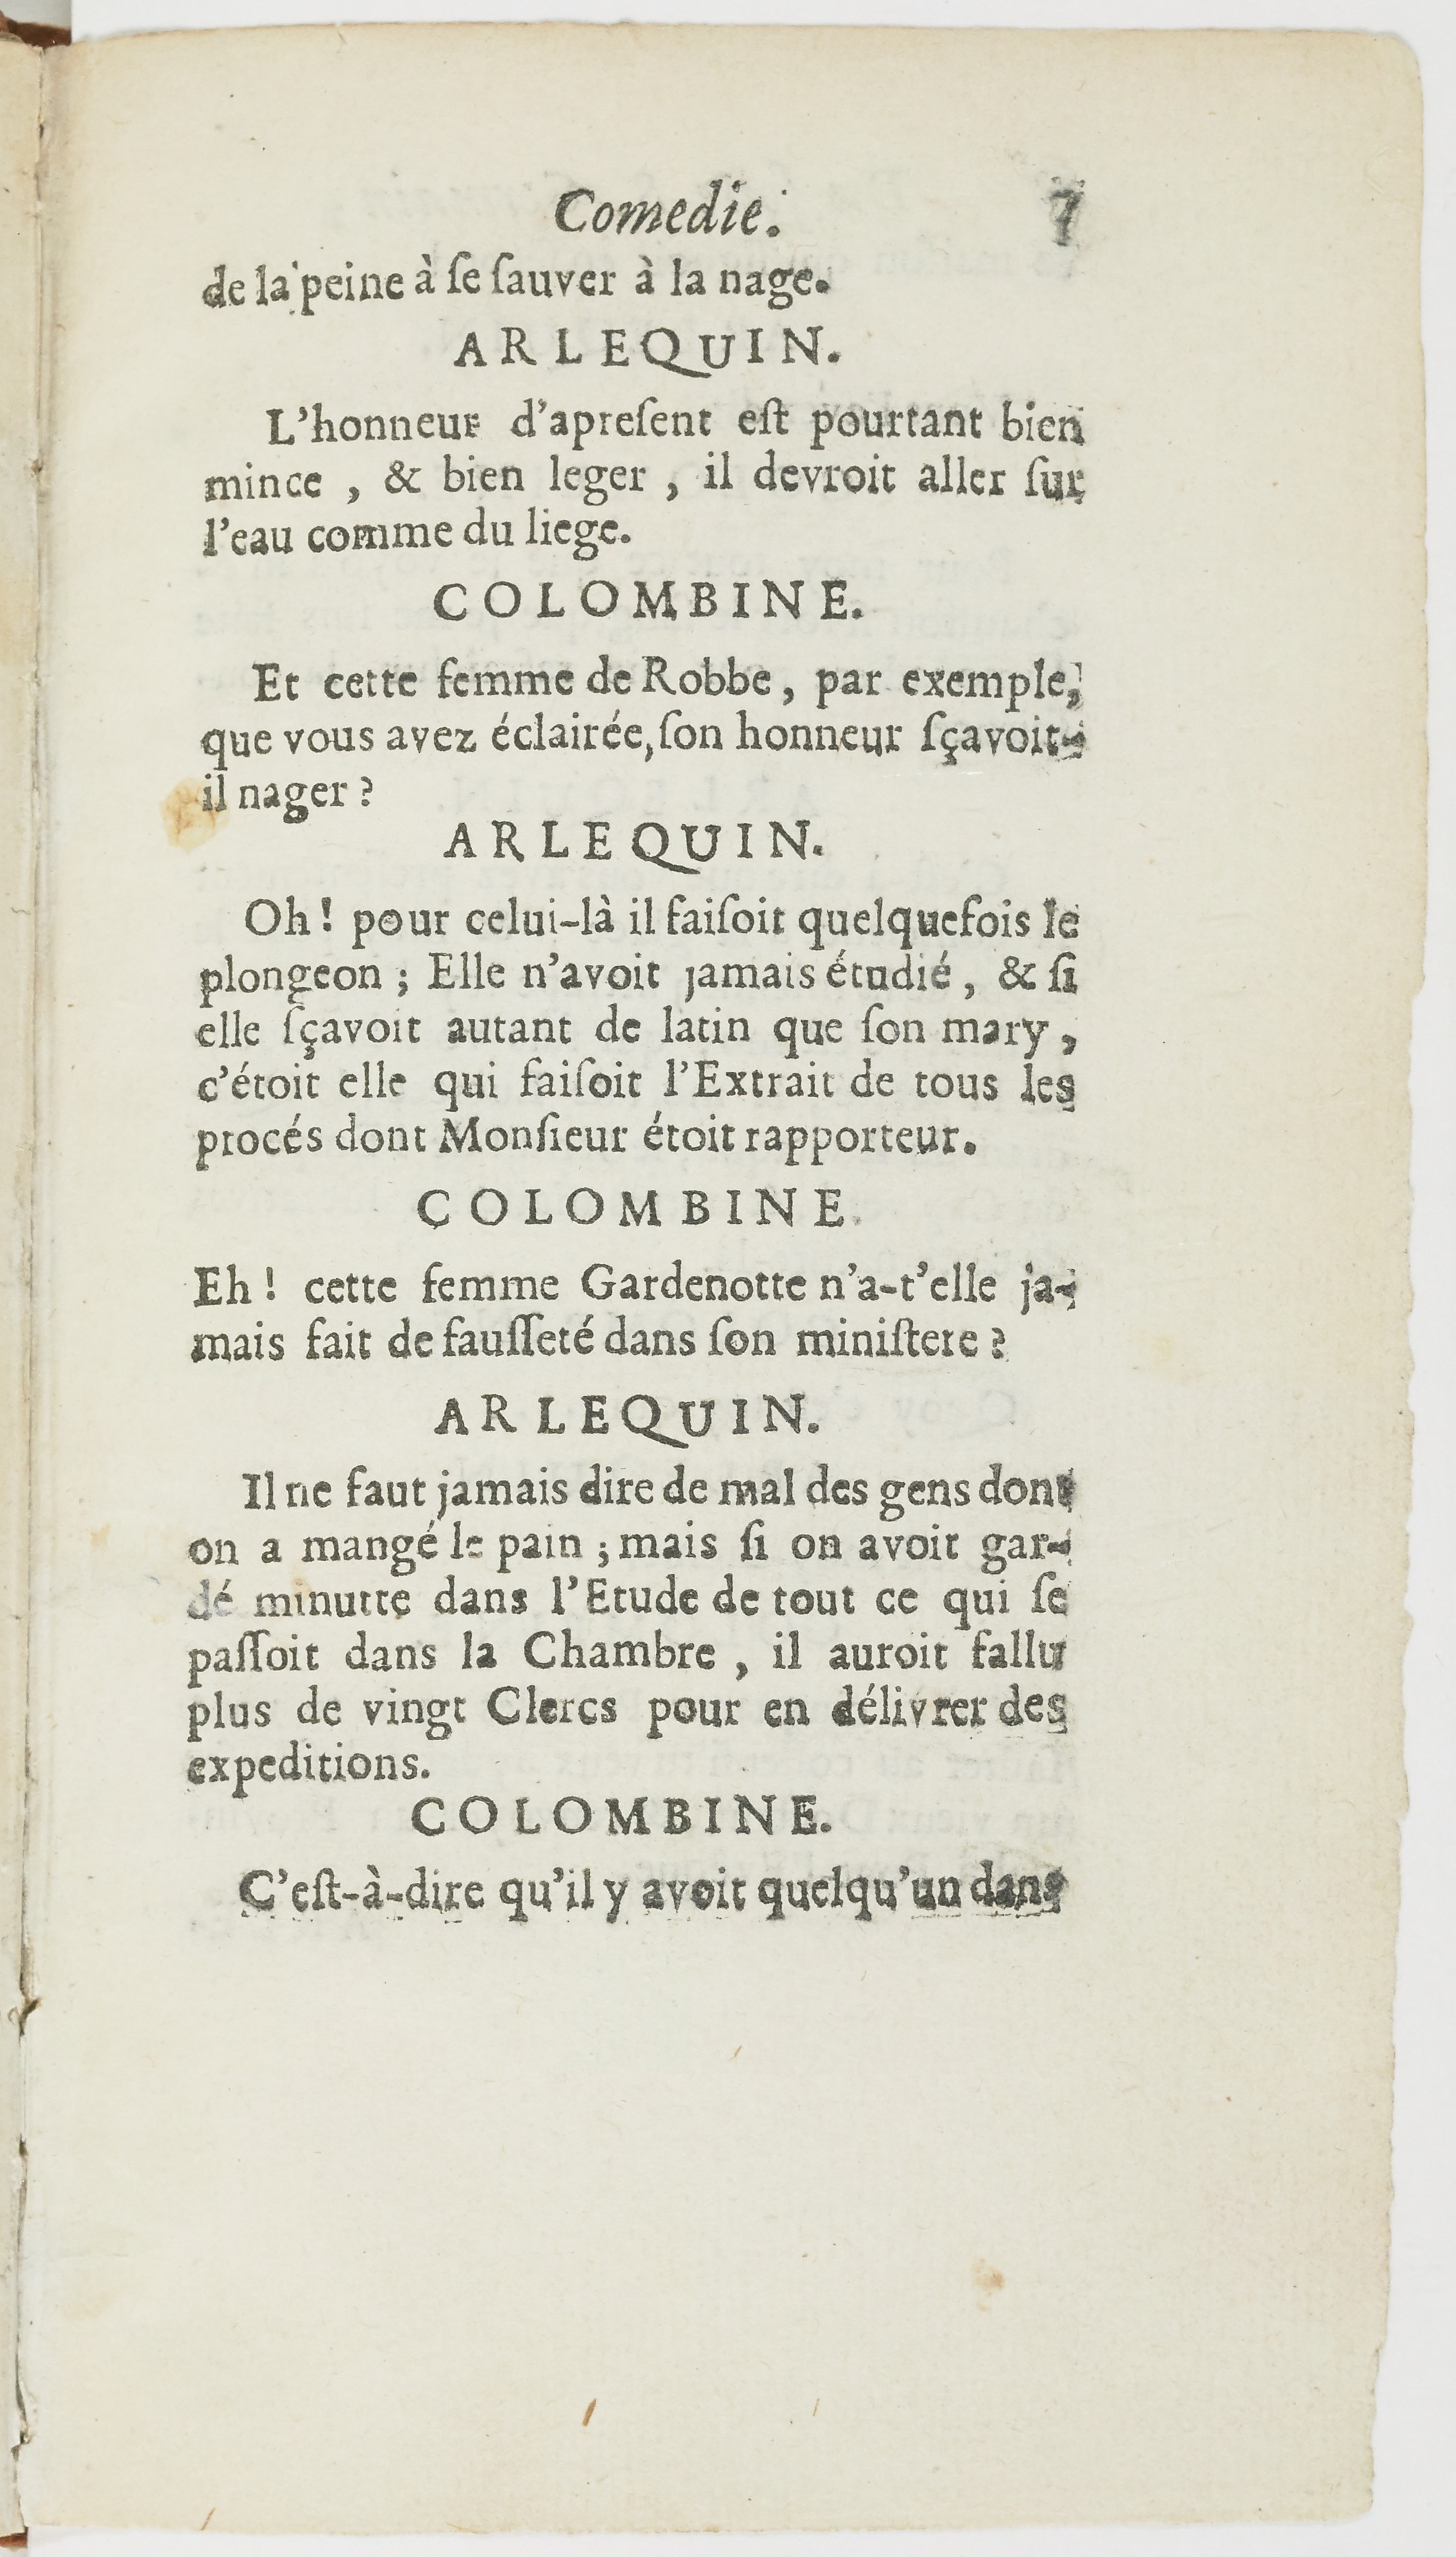 Comedie. 7
de la peine à ſe ſauver à la nage.
ARLEQUIN.
L'honneur d'apreſent eſt pourtant bien
mince , & bien leger , il devroit aller ſur
l'eau comme du liege.
COLOMBINE.
Et cette femme de Robbe, par exemple,
que vous avez éclairée, ſon honneur ſçavoit-
il nager ?
ARLEQUIN.
Oh ! pour celui-là il faiſoit quelquefois le
plongeon ; Elle n'avoit jamais étudié, & ſi
elle ſçavoit autant de latin que ſon mary,
c'étoit elle qui faiſoit l'Extrait de tous les
procés dont Monſieur étoit rapporteur.
COLOMBINE.
Eh ! cette femme Gardenotte n'a-t'elle ja-
mais fait de fauſſeté dans ſon miniſtere ?
ARLEQUIN.
Il ne faut jamais dire de mal des gens dont
on a mangé le pain ; mais ſi on avoit gar-
dé minutte dans l'Etude de tout ce qui ſe
paſſoit dans la Chambre , il auroit fallu
plus de vingt Clercs pour en délivrer des
expeditions.
COLOMBINE.
C'eſt-à-dire qu'il y avoit quelqu'un dans